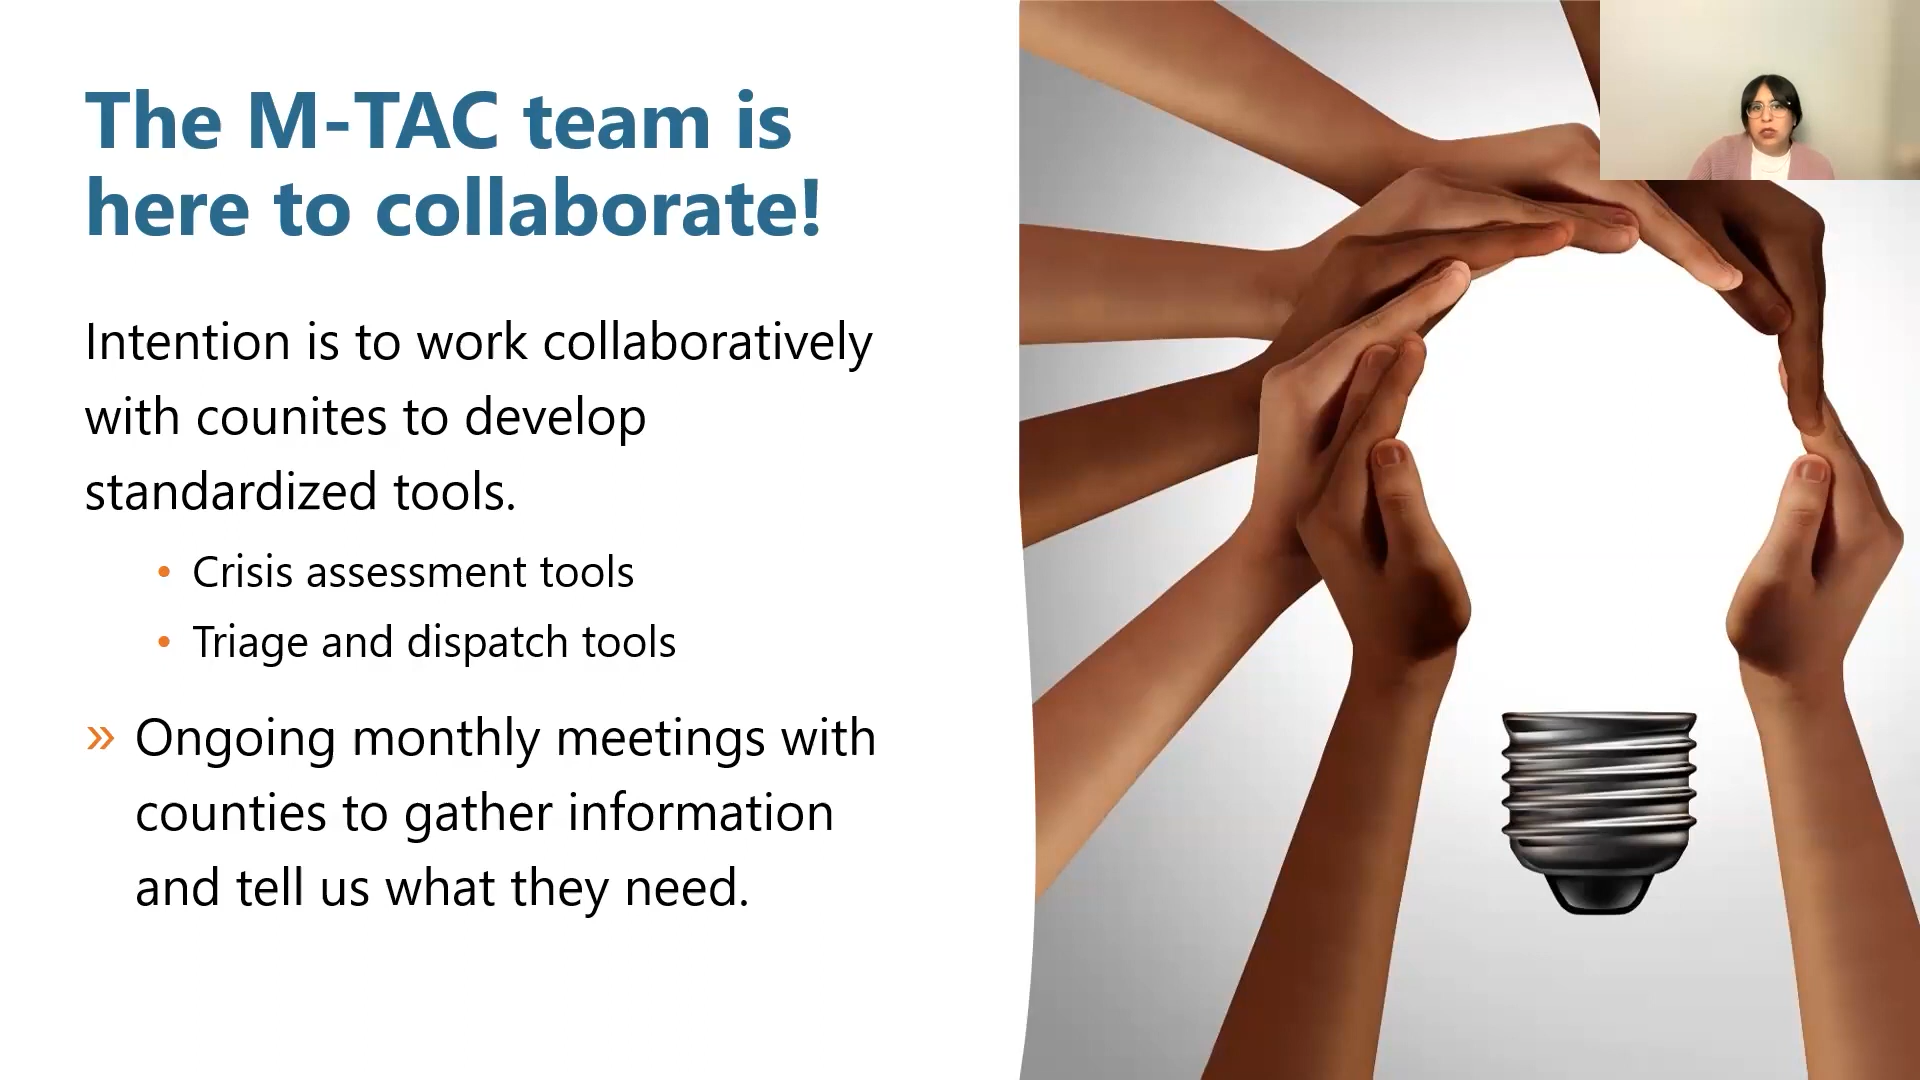 The M-TAC team is
here to collaborate!
Intention is to work collaboratively
with counites to develop
standardized tools.
• Crisis assessment tools
• Triage and dispatch tools
» Ongoing monthly meetings with
counties to gather information
and tell us what they need.